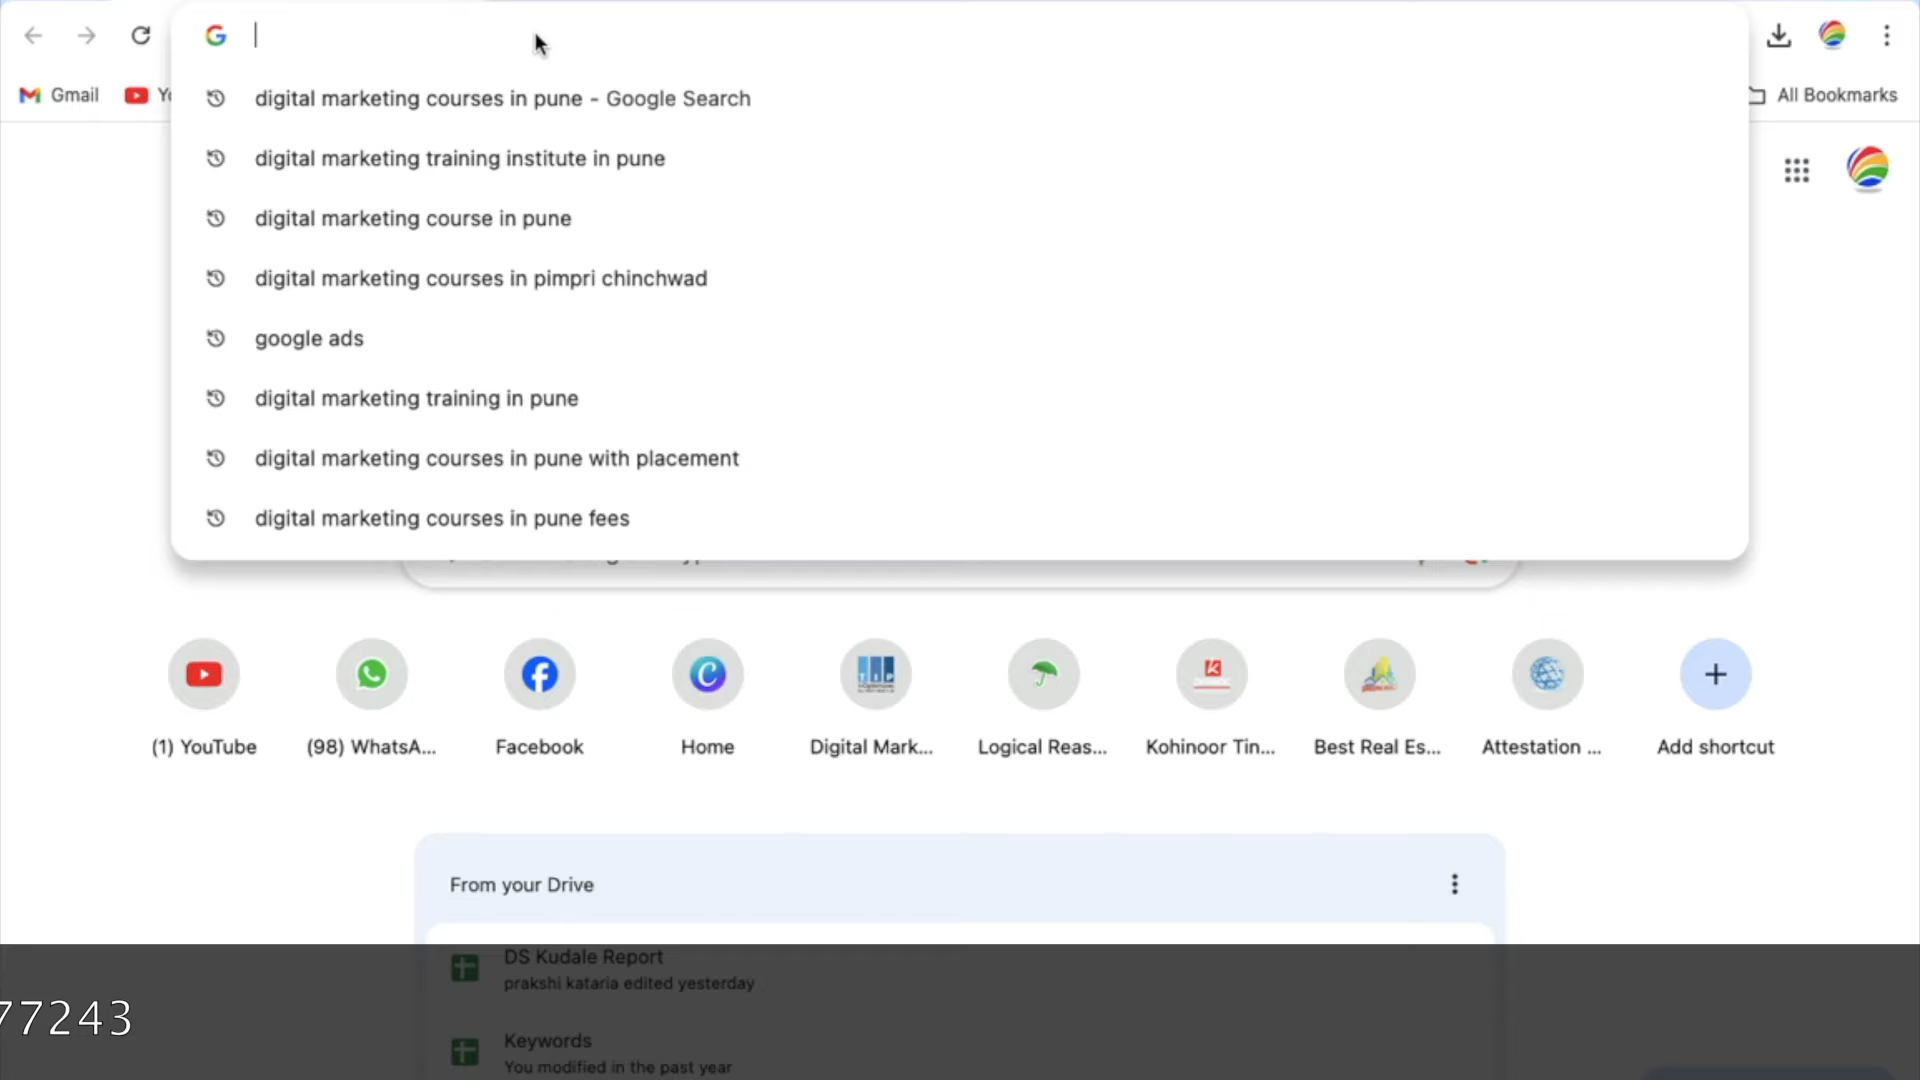 Gmail
All Bookmarks
digital marketing courses in pune - Google Search
digital marketing training institute in pune
digital marketing course in pune
digital marketing courses in pimpri chinchwad
google ads
digital marketing training in pune
digital marketing courses in pune with placement
digital marketing courses in pune fees
(1) YouTube
(98) WhatsA...
Facebook
Home
Digital Mark...
Logical Reas...
Kohinoor Tin...
Best Real Es...
Attestation ...
Add shortcut
From your Drive
DS Kudale Report
prakshi kataria edited yesterday
Keywords
You modified in the past year
77243